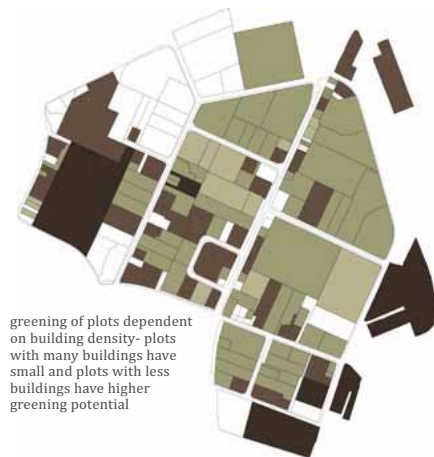 greening of plots dependent
on building density- plots
with many buildings have
small and plots with less
buildings have higher
greening potential